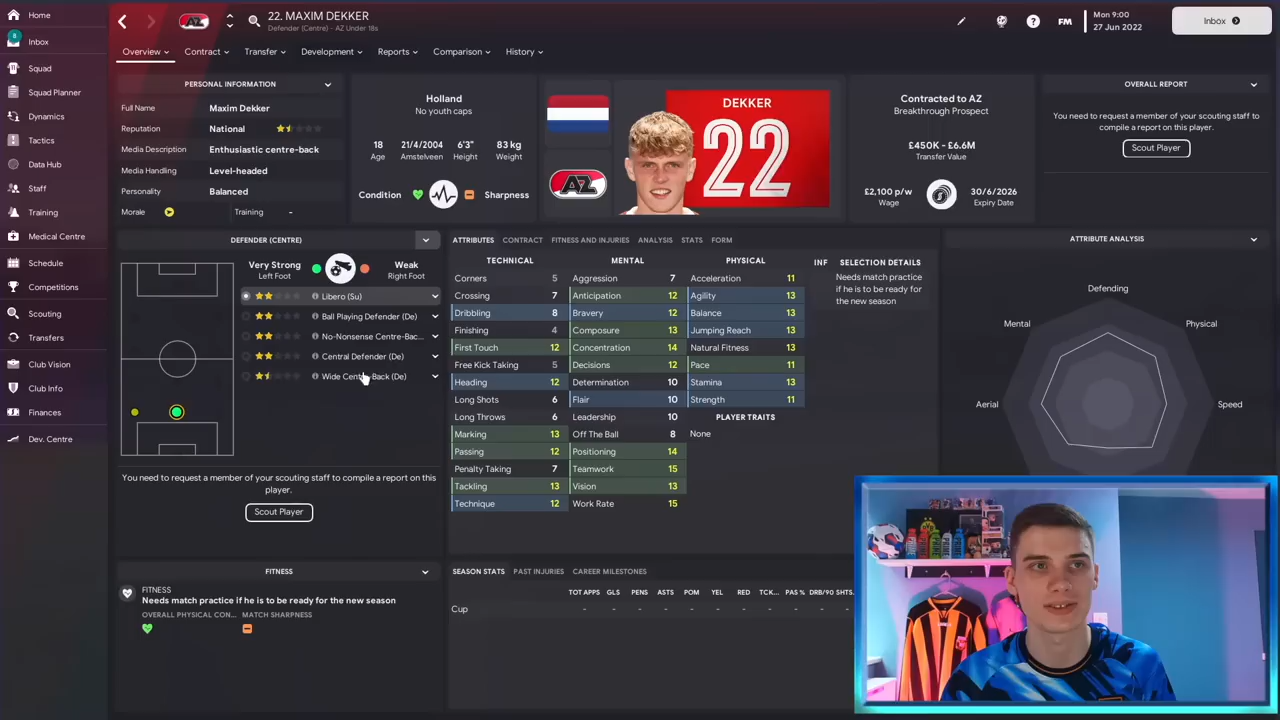 Home
8
Inbox
Squad
Squad Planner
Dynamics
Tactics
Data Hub
Staff
Training
Medical Centre
Schedule
Competitions
Scouting
Transfers
Club Vision
Club Info
Finances
Dev. Centre
AZ
22. MAXIM DEKKER
Defender (Centre) - AZ Under 18s
FM
Mon 9:00
27 Jun 2022
Inbox
Overview
Contract
Transfer
Development
Reports
Comparison
History
PERSONAL INFORMATION
Full Name Maxim Dekker
Reputation National
Media Description Enthusiastic centre-back
Media Handling Level-headed
Personality Balanced
Morale Training -
Holland
No youth caps
18 21/4/2004 6'3" 83 kg
Age Amstelveen Height Weight
Condition Sharpness
AZ
DEKKER
22
Contracted to AZ
Breakthrough Prospect
£450K - £6.6M
Transfer Value
£2,100 p/w 30/6/2026
Wage Expiry Date
OVERALL REPORT
You need to request a member of your scouting staff to
compile a report on this player.
Scout Player
DEFENDER (CENTRE)
Very Strong Weak
Left Foot Right Foot
Libero (Su)
Ball Playing Defender (De)
No-Nonsense Centre-Bac...
Central Defender (De)
Wide Centre-Back (De)
You need to request a member of your scouting staff to compile a report on this
player.
Scout Player
ATTRIBUTES CONTRACT FITNESS AND INJURIES ANALYSIS STATS FORM
TECHNICAL
Corners 5
Crossing 7
Dribbling 8
Finishing 4
First Touch 12
Free Kick Taking 5
Heading 12
Long Shots 6
Long Throws 6
Marking 13
Passing 12
Penalty Taking 7
Tackling 13
Technique 12
MENTAL
Aggression 7
Anticipation 12
Bravery 12
Composure 13
Concentration 14
Decisions 12
Determination 10
Flair 10
Leadership 10
Off The Ball 8
Positioning 14
Teamwork 15
Vision 13
Work Rate 15
PHYSICAL
Acceleration 11
Agility 13
Balance 13
Jumping Reach 13
Natural Fitness 13
Pace 11
Stamina 13
Strength 11
PLAYER TRAITS
None
INF SELECTION DETAILS
Needs match practice
if he is to be ready for
the new season
ATTRIBUTE ANALYSIS
Defending
Mental Physical
Aerial Speed
FITNESS
FITNESS
Needs match practice if he is to be ready for the new season
OVERALL PHYSICAL CON... MATCH SHARPNESS
SEASON STATS PAST INJURIES CAREER MILESTONES
TOT APPS GLS PENS ASTS POM YEL RED TCK... PAS % DRB/90 SHTS.
Cup - - - - - - - - - -